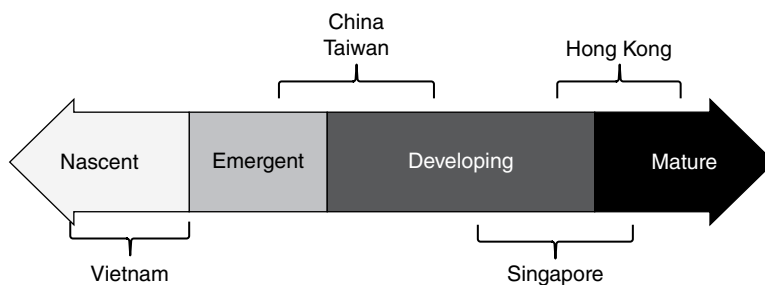 China
Taiwan
Hong Kong
Nascent
Emergent
Developing
Mature
Vietnam
Singapore